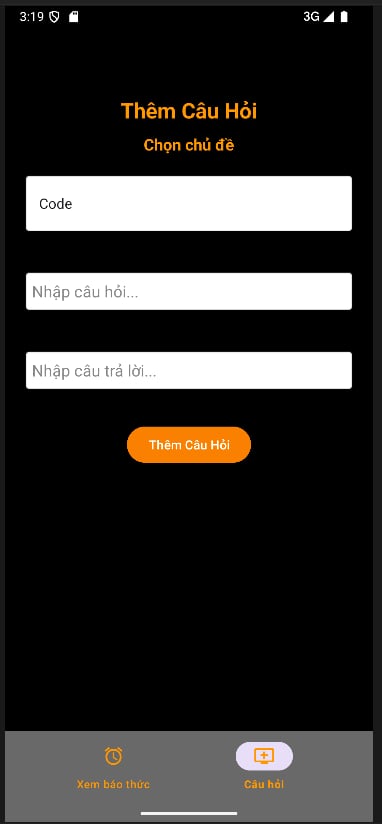 3:19
3G
Thêm Câu Hỏi
Chọn chủ đề
Code
Nhập câu hỏi...
Nhập câu trả lời...
Thêm Câu Hỏi
Xem báo thức
Câu hỏi